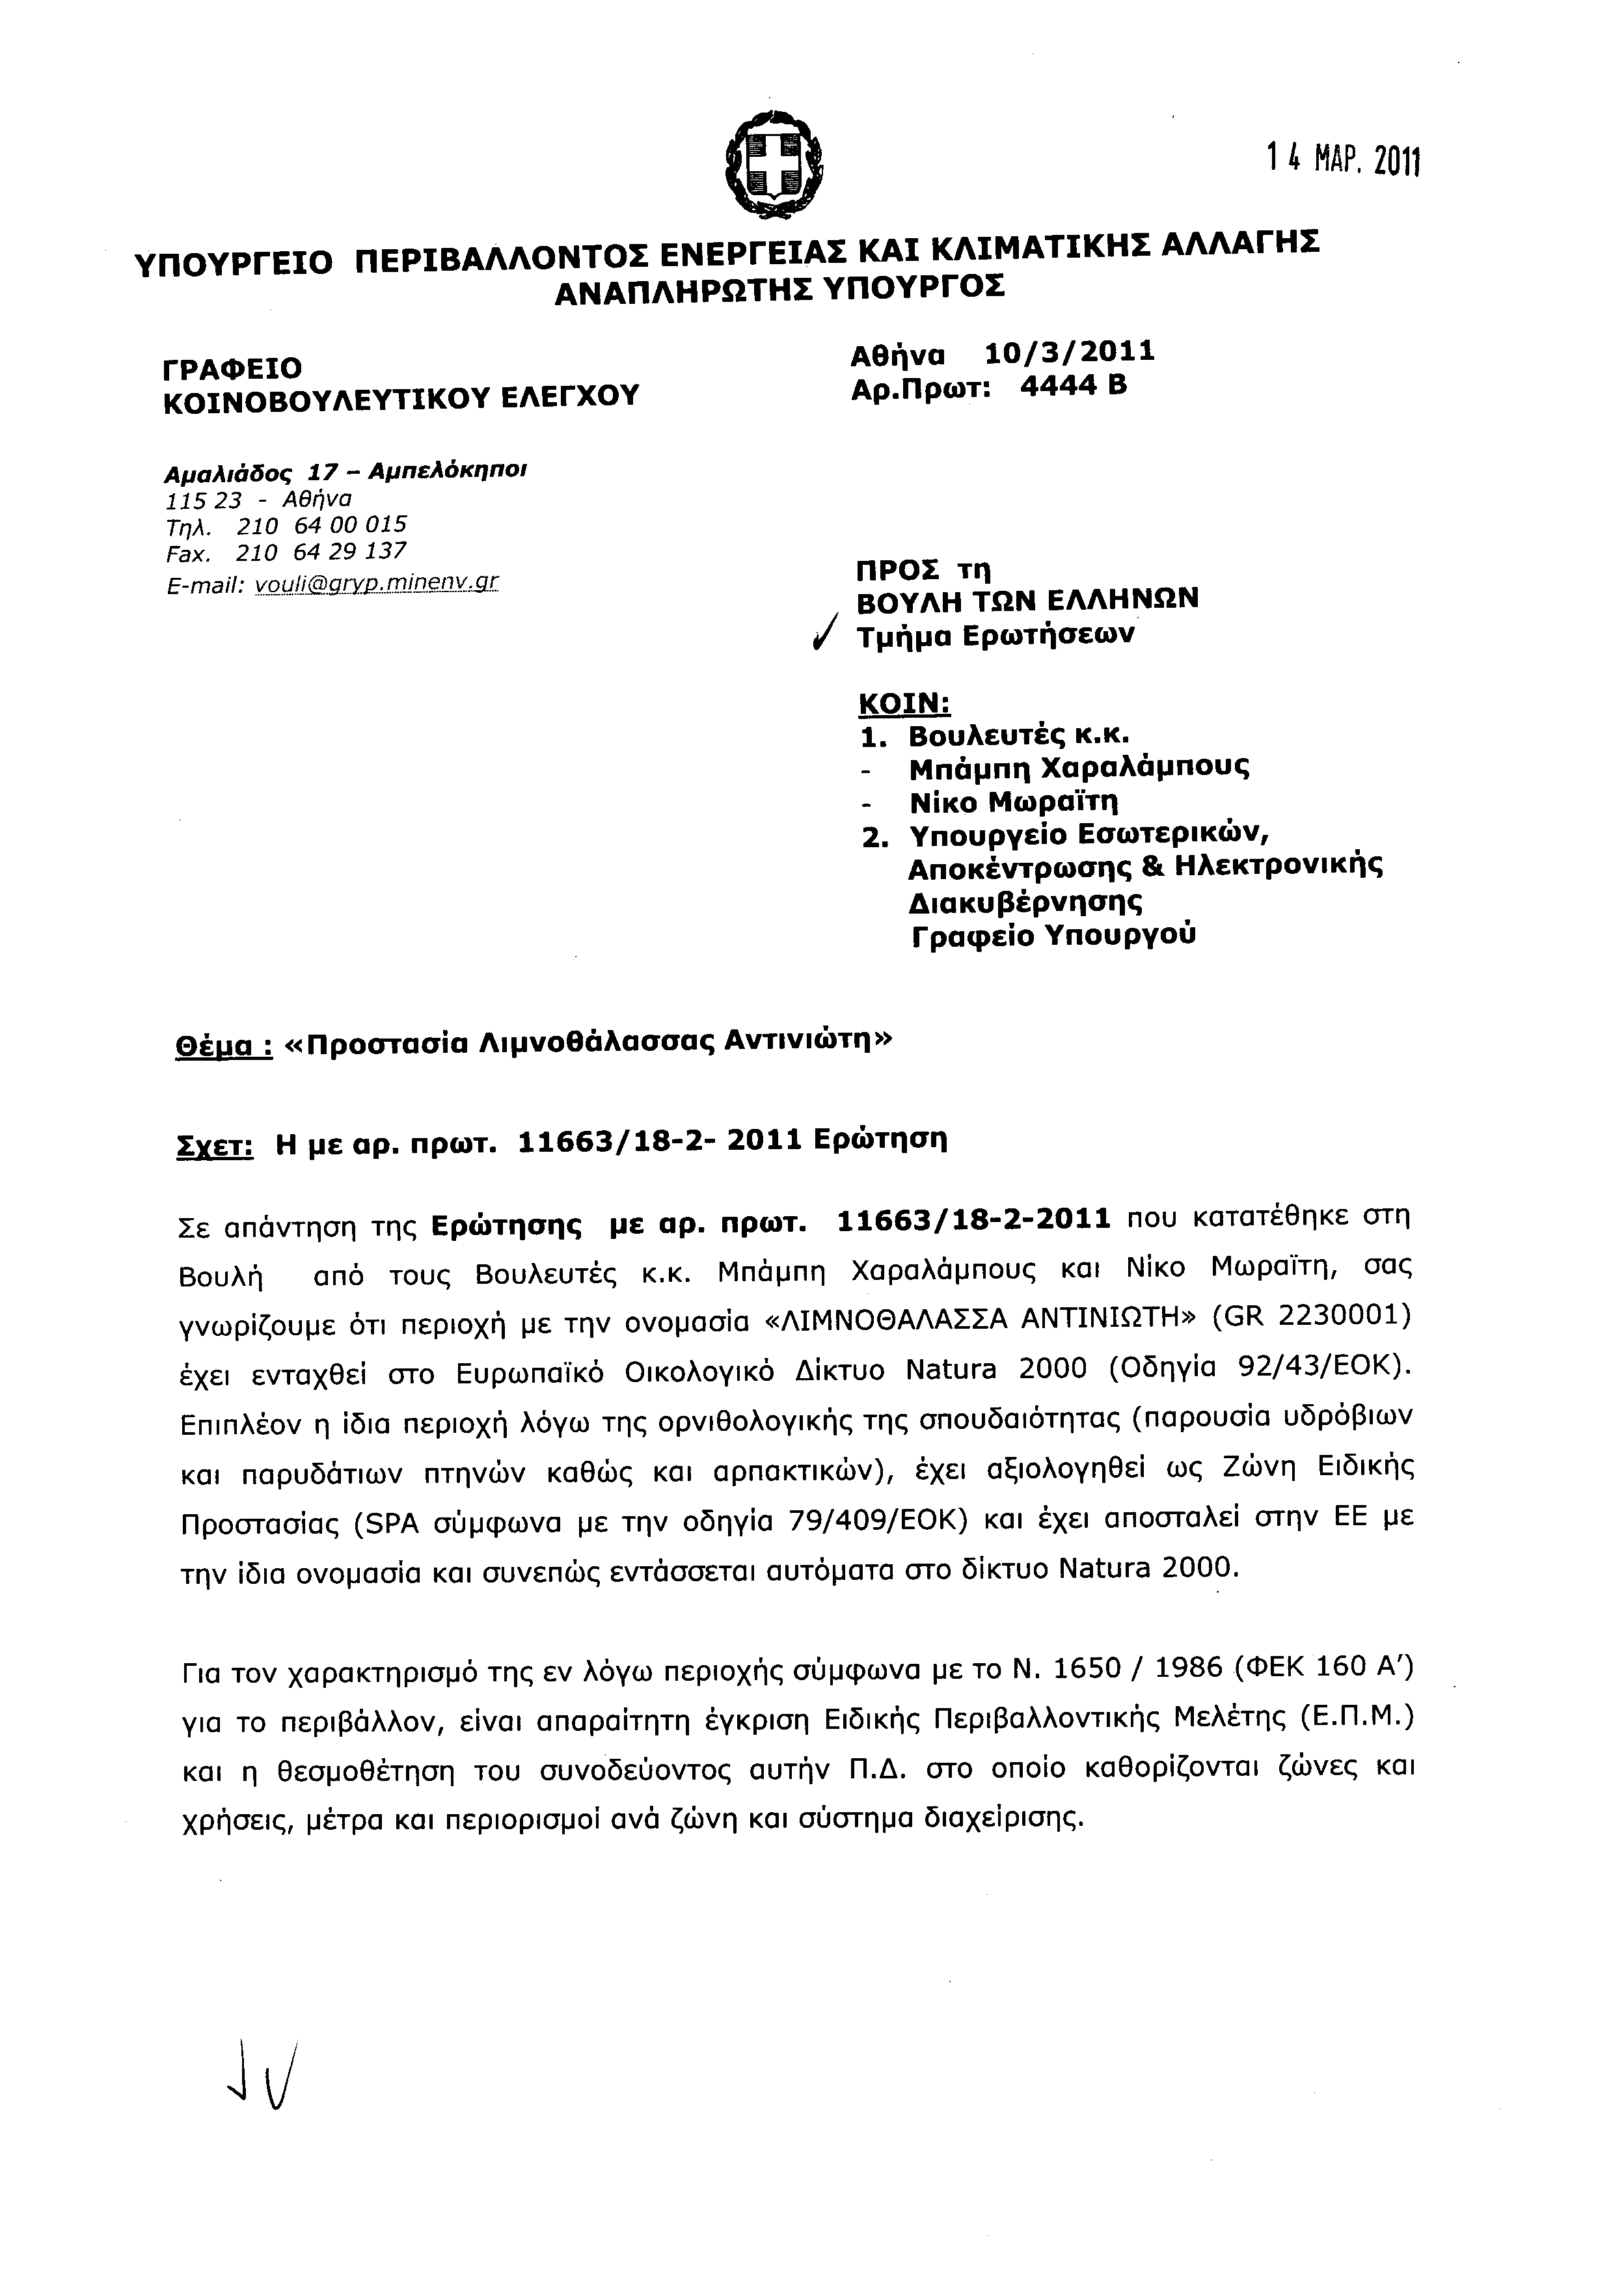 14 ΜΑΡ. 2011
ΥΠΟΥΡΓΕΙΟ ΠΕΡΙΒΑΛΛΟΝΤΟΣ ΕΝΕΡΓΕΙΑΣ ΚΑΙ ΚΛΙΜΑΤΙΚΗΣ ΑΛΛΑΓΗΣ
ΑΝΑΠΛΗΡΩΤΗΣ ΥΠΟΥΡΓΟΣ
ΓΡΑΦΕΙΟ
ΚΟΙΝΟΒΟΥΛΕΥΤΙΚΟΥ ΕΛΕΓΧΟΥ
Αθήνα 10/3/2011
Αρ.Πρωτ: 4444 Β
Αμαλιάδος 17 – Αμπελόκηποι
115 23 - Αθήνα
Τηλ. 210 64 00 015
Fax. 210 64 29 137
E-mail: vouli@gryp.minenv.gr
ΠΡΟΣ τη
ΒΟΥΛΗ ΤΩΝ ΕΛΛΗΝΩΝ
Τμήμα Ερωτήσεων
ΚΟΙΝ:
1. Βουλευτές κ.κ.
- Μπάμπη Χαραλάμπους
- Νίκο Μωραϊτη
2. Υπουργείο Εσωτερικών,
Αποκέντρωσης & Ηλεκτρονικής
Διακυβέρνησης
Γραφείο Υπουργού
Θέμα : «Προστασία Λιμνοθάλασσας Αντινιώτη»
Σχετ: Η με αρ. πρωτ. 11663/18-2- 2011 Ερώτηση
Σε απάντηση της Ερώτησης με αρ. πρωτ. 11663/18-2-2011 που κατατέθηκε στη
Βουλή από τους Βουλευτές κ.κ. Μπάμπη Χαραλάμπους και Νίκο Μωραϊτη, σας
γνωρίζουμε ότι περιοχή με την ονομασία «ΛΙΜΝΟΘΑΛΑΣΣΑ ΑΝΤΙΝΙΩΤΗ» (GR 2230001)
έχει ενταχθεί στο Ευρωπαϊκό Οικολογικό Δίκτυο Natura 2000 (Οδηγία 92/43/ΕΟΚ).
Επιπλέον η ίδια περιοχή λόγω της ορνιθολογικής της σπουδαιότητας (παρουσία υδρόβιων
και παρυδάτιων πτηνών καθώς και αρπακτικών), έχει αξιολογηθεί ως Ζώνη Ειδικής
Προστασίας (SPA σύμφωνα με την οδηγία 79/409/ΕΟΚ) και έχει αποσταλεί στην ΕΕ με
την ίδια ονομασία και συνεπώς εντάσσεται αυτόματα στο δίκτυο Natura 2000.
Για τον χαρακτηρισμό της εν λόγω περιοχής σύμφωνα με το Ν. 1650 / 1986 (ΦΕΚ 160 Α')
για το περιβάλλον, είναι απαραίτητη έγκριση Ειδικής Περιβαλλοντικής Μελέτης (Ε.Π.Μ.)
και η θεσμοθέτηση του συνοδεύοντος αυτήν Π.Δ. στο οποίο καθορίζονται ζώνες και
χρήσεις, μέτρα και περιορισμοί ανά ζώνη και σύστημα διαχείρισης.